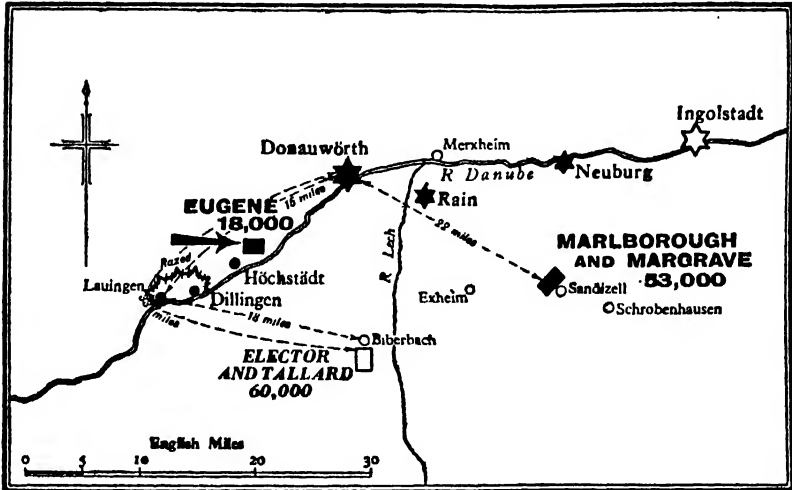 Ingolstadt
Donauwörth
Merxheim
R Danube
Neuburg
Rain
EUGENE
18,000
15 miles
22 miles
R Lech
MARLBOROUGH
AND MARGRAVE
53,000
Sandizell
Schrobenhausen
Razed
Höchstädt
Lauingen
Dillingen
Exheim
18 miles
miles
Biberbach
ELECTOR
AND TALLARD
60,000
English Miles
0 5 10 20 30